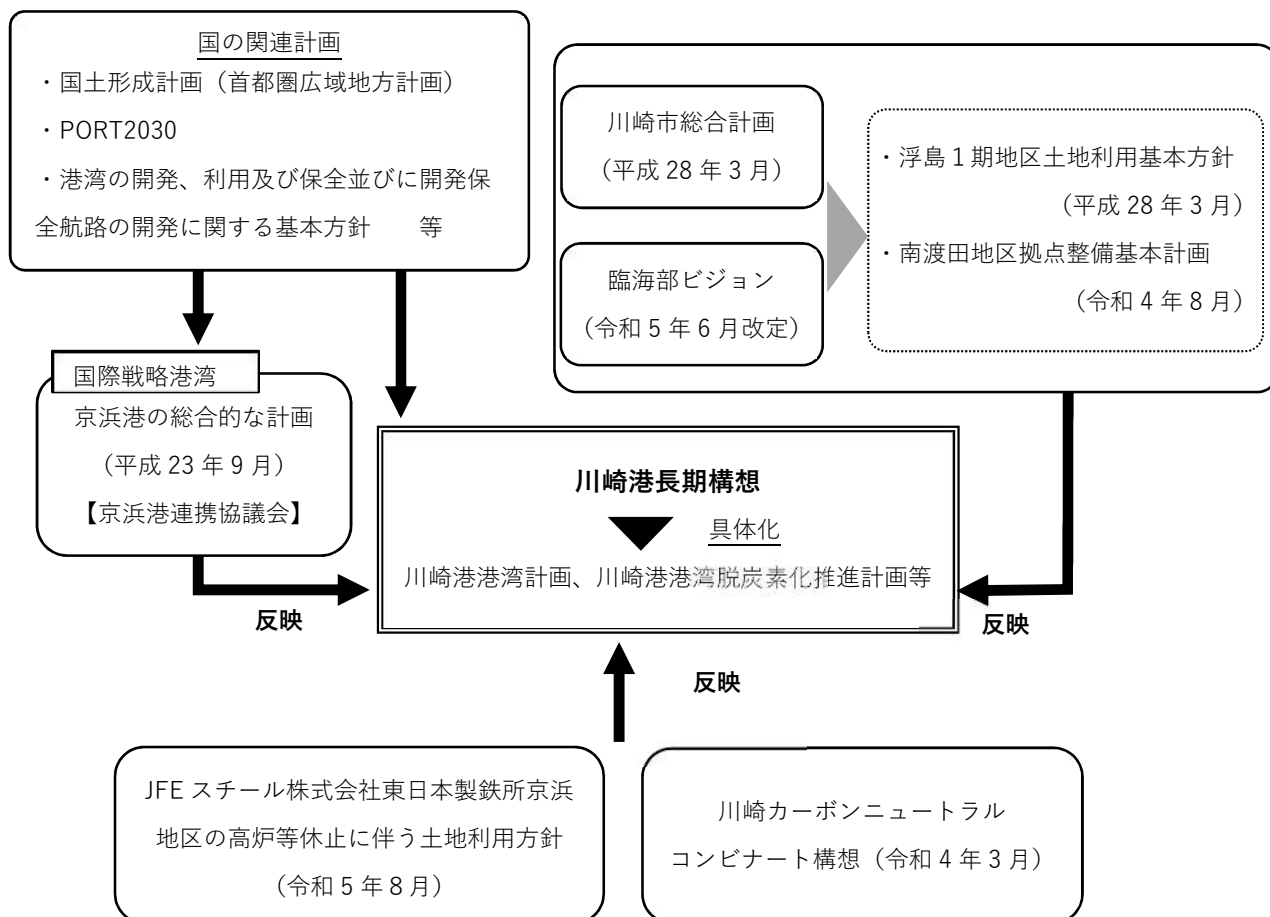 国の関連計画
・国土形成計画（首都圏広域地方計画）
・PORT2030
・港湾の開発、利用及び保全並びに開発保
全航路の開発に関する基本方針　　等
川崎市総合計画
（平成 28 年 3 月）
臨海部ビジョン
（令和 5 年 6 月改定）
・浮島 1 期地区土地利用基本方針
（平成 28 年 3 月）
・南渡田地区拠点整備基本計画
（令和 4 年 8 月）
国際戦略港湾
京浜港の総合的な計画
（平成 23 年 9 月）
【京浜港連携協議会】
川崎港長期構想
具体化
川崎港港湾計画、川崎港港湾脱炭素化推進計画等
反映
反映
反映
JFE スチール株式会社東日本製鉄所京浜
地区の高炉等休止に伴う土地利用方針
（令和 5 年 8 月）
川崎カーボンニュートラル
コンビナート構想（令和 4 年 3 月）